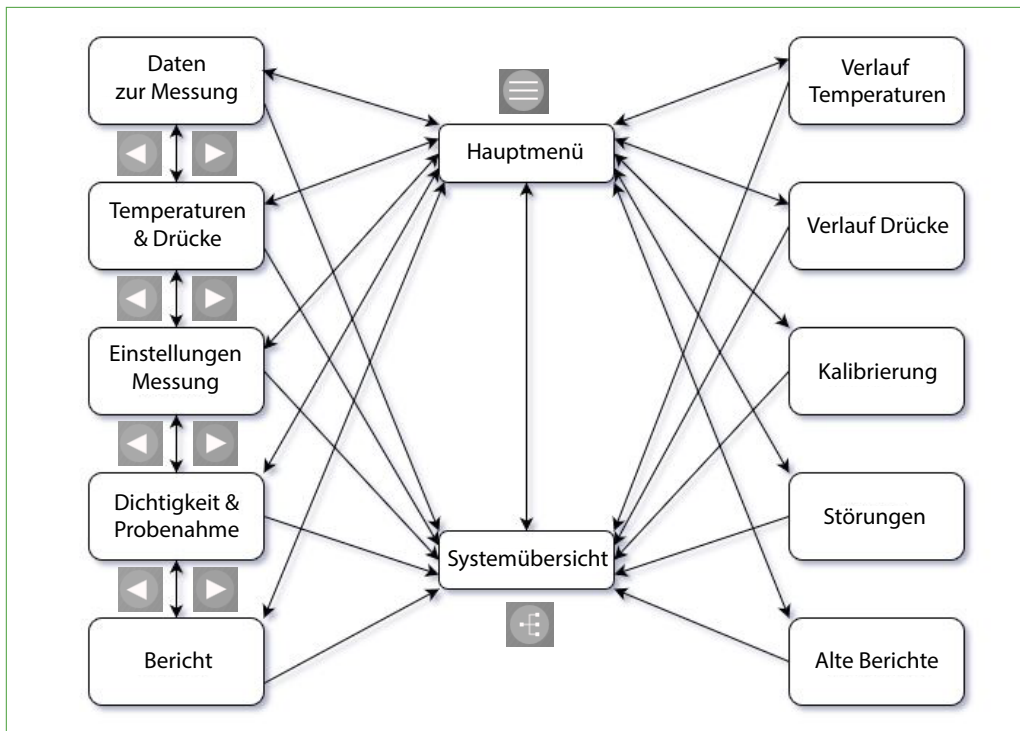 Daten
zur Messung
Temperaturen
& Drücke
Einstellungen
Messung
Dichtigkeit &
Probenahme
Bericht
Hauptmenü
Systemübersicht
Verlauf
Temperaturen
Verlauf Drücke
Kalibrierung
Störungen
Alte Berichte